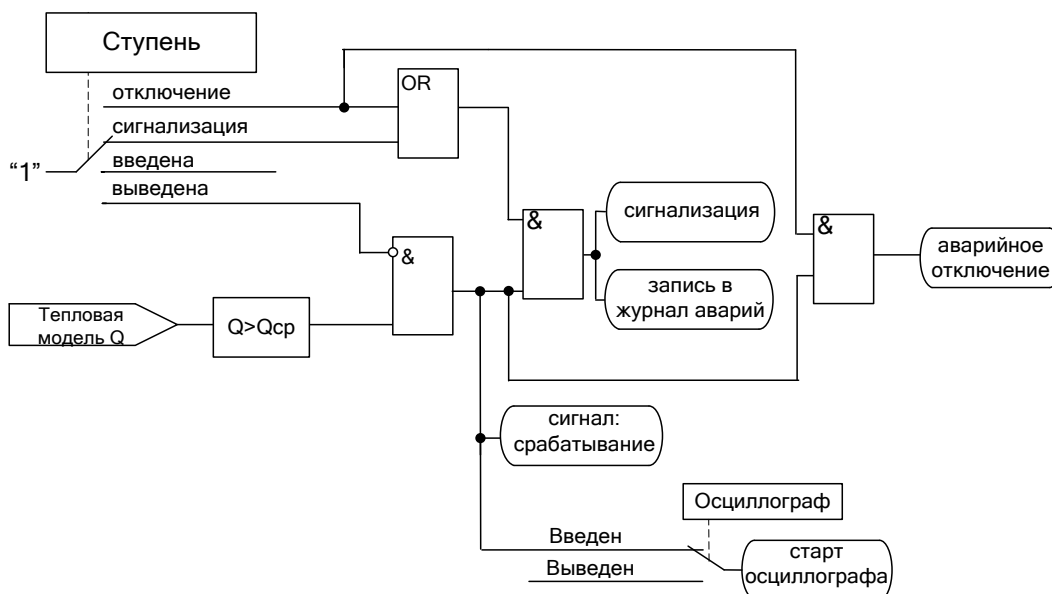 Ступень
отключение
OR
сигнализация
“1”
введена
выведена
&
&
&
сигнализация
аварийное
отключение
запись в
журнал аварий
Тепловая
модель Q
Q>Qср
сигнал:
срабатывание
Осциллограф
Введен
Выведен
старт
осциллографа